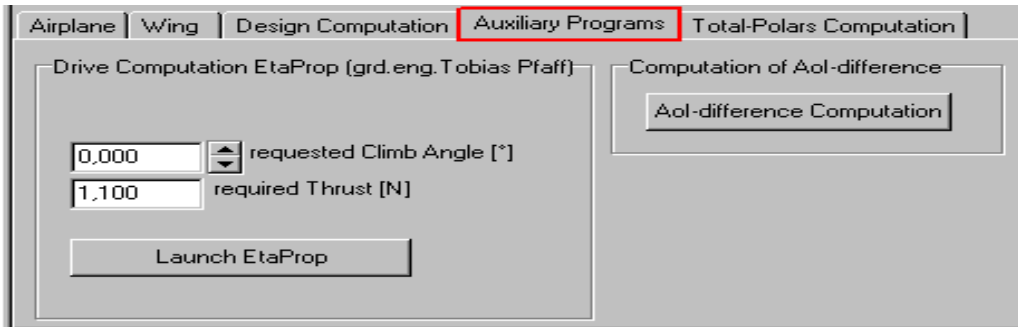 Airplane Wing Design Computation Auxiliary Programs Total-Polars Computation
Drive Computation EtaProp (grd.eng.Tobias Pfaff)
0,000 requested Climb Angle [°]
1,100 required Thrust [N]
Launch EtaProp
Computation of AoI-difference
AoI-difference Computation